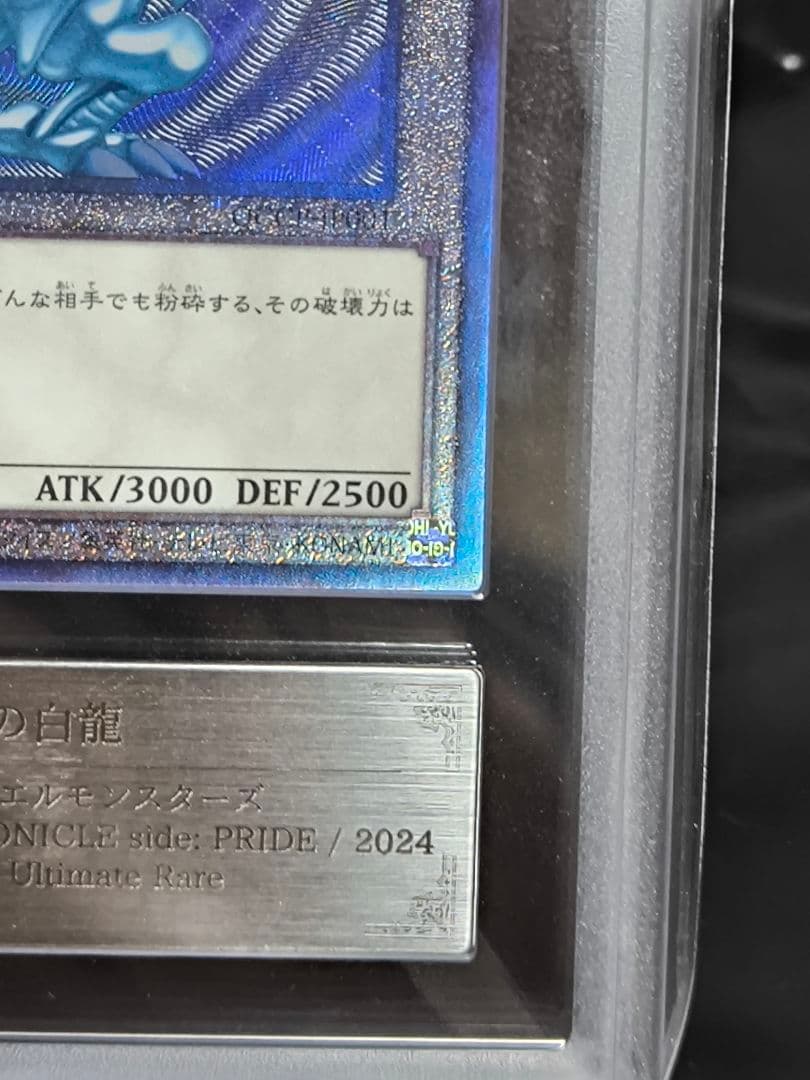 QCCP-JP001
んな相手でも粉砕する、その破壊力は
ATK/3000 DEF/2500
KONAMI
の白龍
エルモンスターズ
ONICLE side: PRIDE / 2024
Ultimate Rare